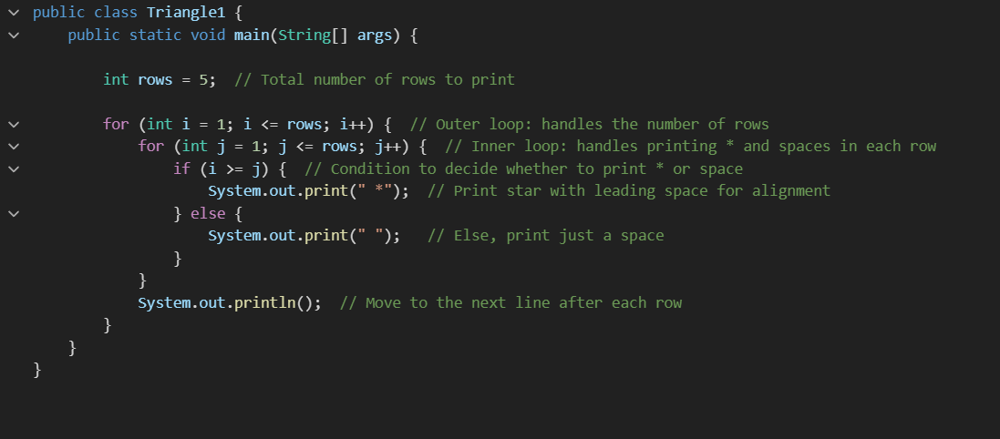 public class Triangle1 {
    public static void main(String[] args) {

        int rows = 5;  // Total number of rows to print

        for (int i = 1; i <= rows; i++) {  // Outer loop: handles the number of rows
            for (int j = 1; j <= rows; j++) {  // Inner loop: handles printing * and spaces in each row
                if (i >= j) {  // Condition to decide whether to print * or space
                    System.out.print(" *");  // Print star with leading space for alignment
                } else {
                    System.out.print(" ");   // Else, print just a space
                }
            }
            System.out.println();  // Move to the next line after each row
        }
    }
}